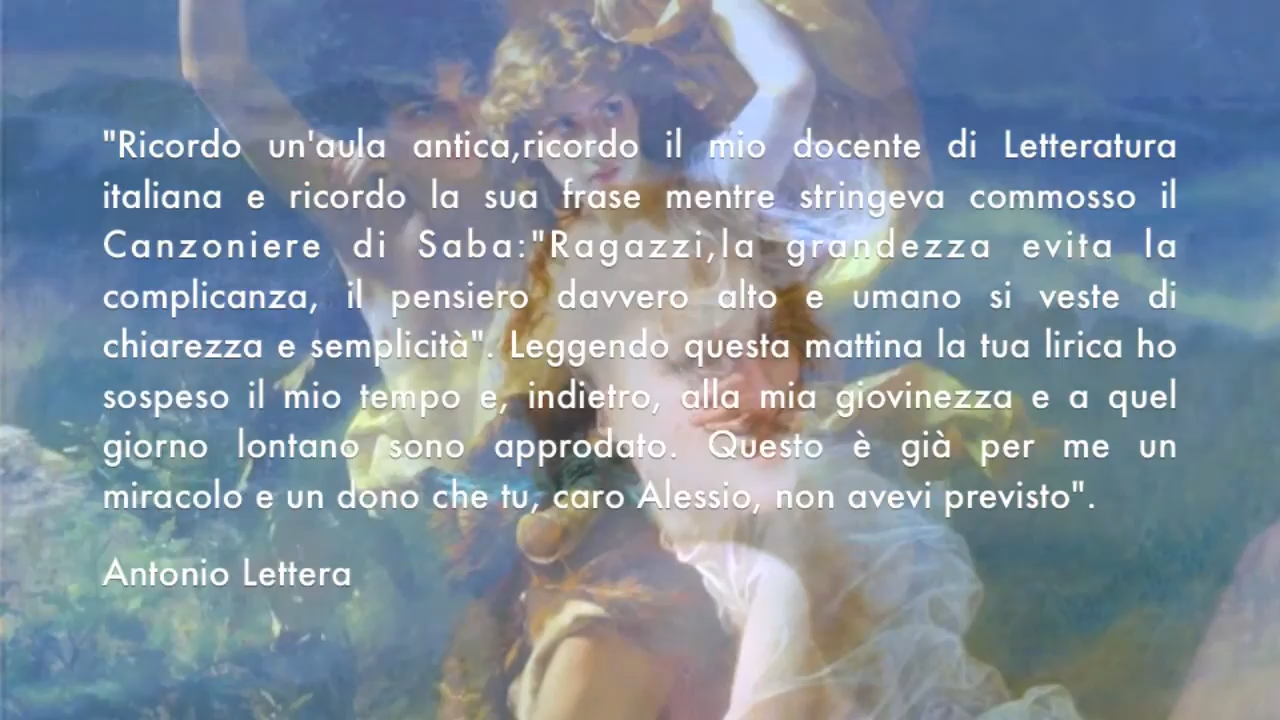 "Ricordo un'aula antica,ricordo il mio docente di Letteratura
italiana e ricordo la sua frase mentre stringeva commosso il
Canzoniere di Saba:"Ragazzi,la grandezza evita la
complicanza, il pensiero davvero alto e umano si veste di
chiarezza e semplicità". Leggendo questa mattina la tua lirica ho
sospeso il mio tempo e, indietro, alla mia giovinezza e a quel
giorno lontano sono approdato. Questo è già per me un
miracolo e un dono che tu, caro Alessio, non avevi previsto".
Antonio Lettera